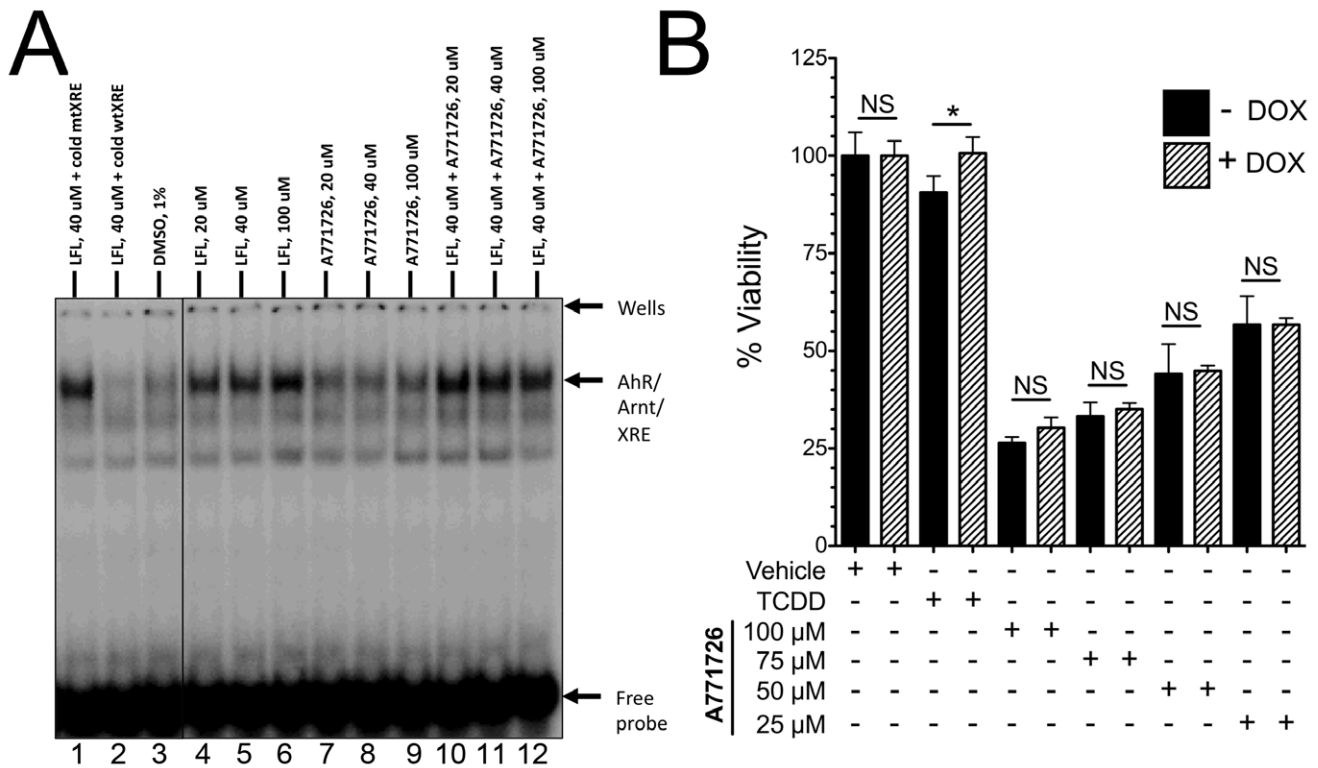 A
LFL, 40 uM + cold mtXRE
LFL, 40 uM + cold wtXRE
DMSO, 1%
LFL, 20 uM
LFL, 40 uM
LFL, 100 uM
A771726, 20 uM
A771726, 40 uM
A771726, 100 uM
LFL, 40 uM + A771726, 20 uM
LFL, 40 uM + A771726, 40 uM
LFL, 40 uM + A771726, 100 uM
Wells
AhR/
Arnt/
XRE
Free
probe
1 2 3 4 5 6 7 8 9 10 11 12
B
% Viability
125
100
75
50
25
0
NS
*
NS
NS
NS
NS
- DOX
+ DOX
Vehicle + + - - - - - - - - - -
TCDD - - + + - - - - - - - -
A771726
100 µM - - - - + + - - - - - -
75 µM - - - - - - + + - - - -
50 µM - - - - - - - - + + - -
25 µM - - - - - - - - - - + +